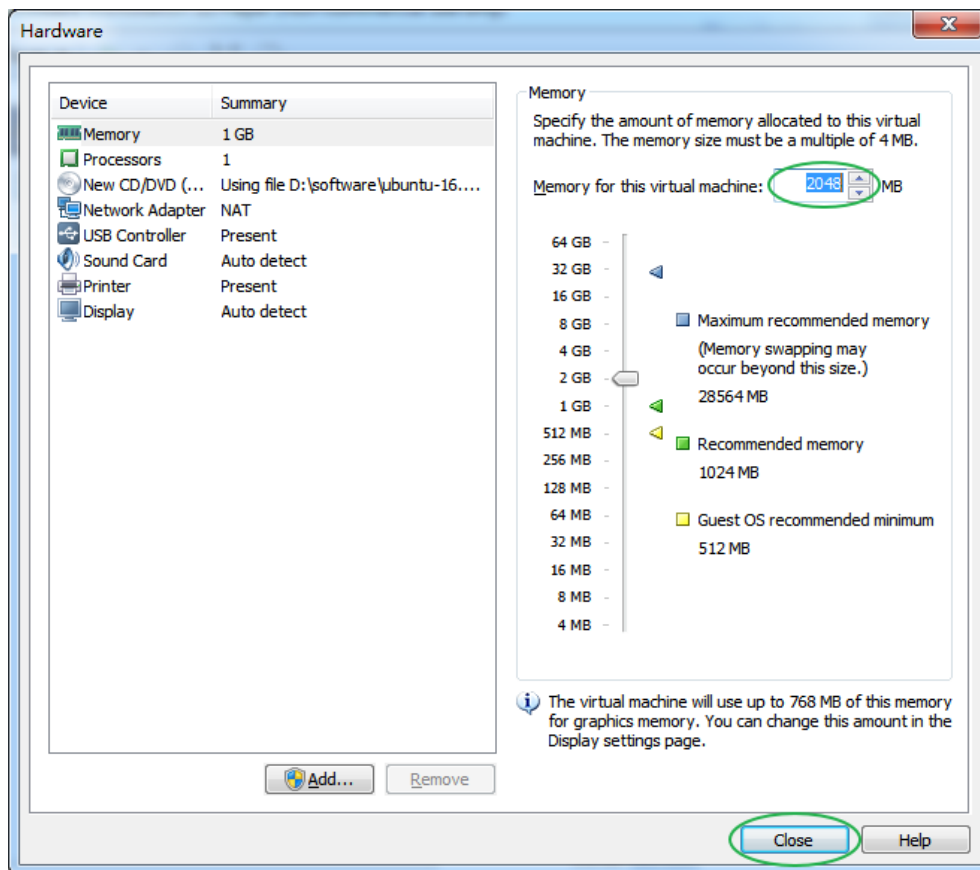 Hardware
Device Summary
Memory 1 GB
Processors 1
New CD/DVD (... Using file D:\software\ubuntu-16....
Network Adapter NAT
USB Controller Present
Sound Card Auto detect
Printer Present
Display Auto detect
Add... Remove
Memory
Specify the amount of memory allocated to this virtual
machine. The memory size must be a multiple of 4 MB.
Memory for this virtual machine: 2048 MB
64 GB
32 GB
16 GB
8 GB
4 GB
2 GB
1 GB
512 MB
256 MB
128 MB
64 MB
32 MB
16 MB
8 MB
4 MB
Maximum recommended memory
(Memory swapping may
occur beyond this size.)
28564 MB
Recommended memory
1024 MB
Guest OS recommended minimum
512 MB
The virtual machine will use up to 768 MB of this memory
for graphics memory. You can change this amount in the
Display settings page.
Close Help